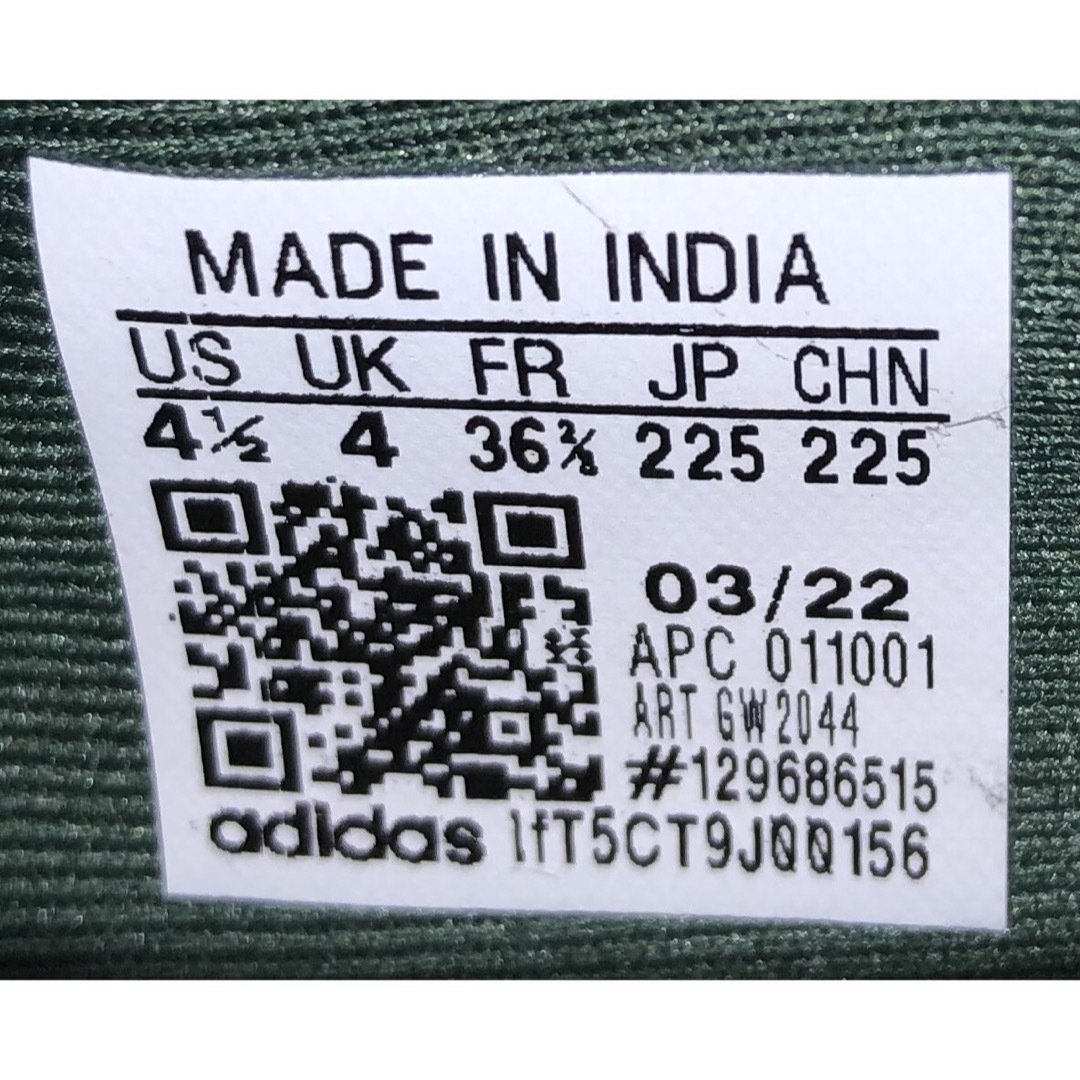 MADE IN INDIA
US UK FR JP CHN
4½ 4 36⅔ 225 225
03/22
APC 011001
ART GW2044
#129686515
adidas 1fT5CT9J00156